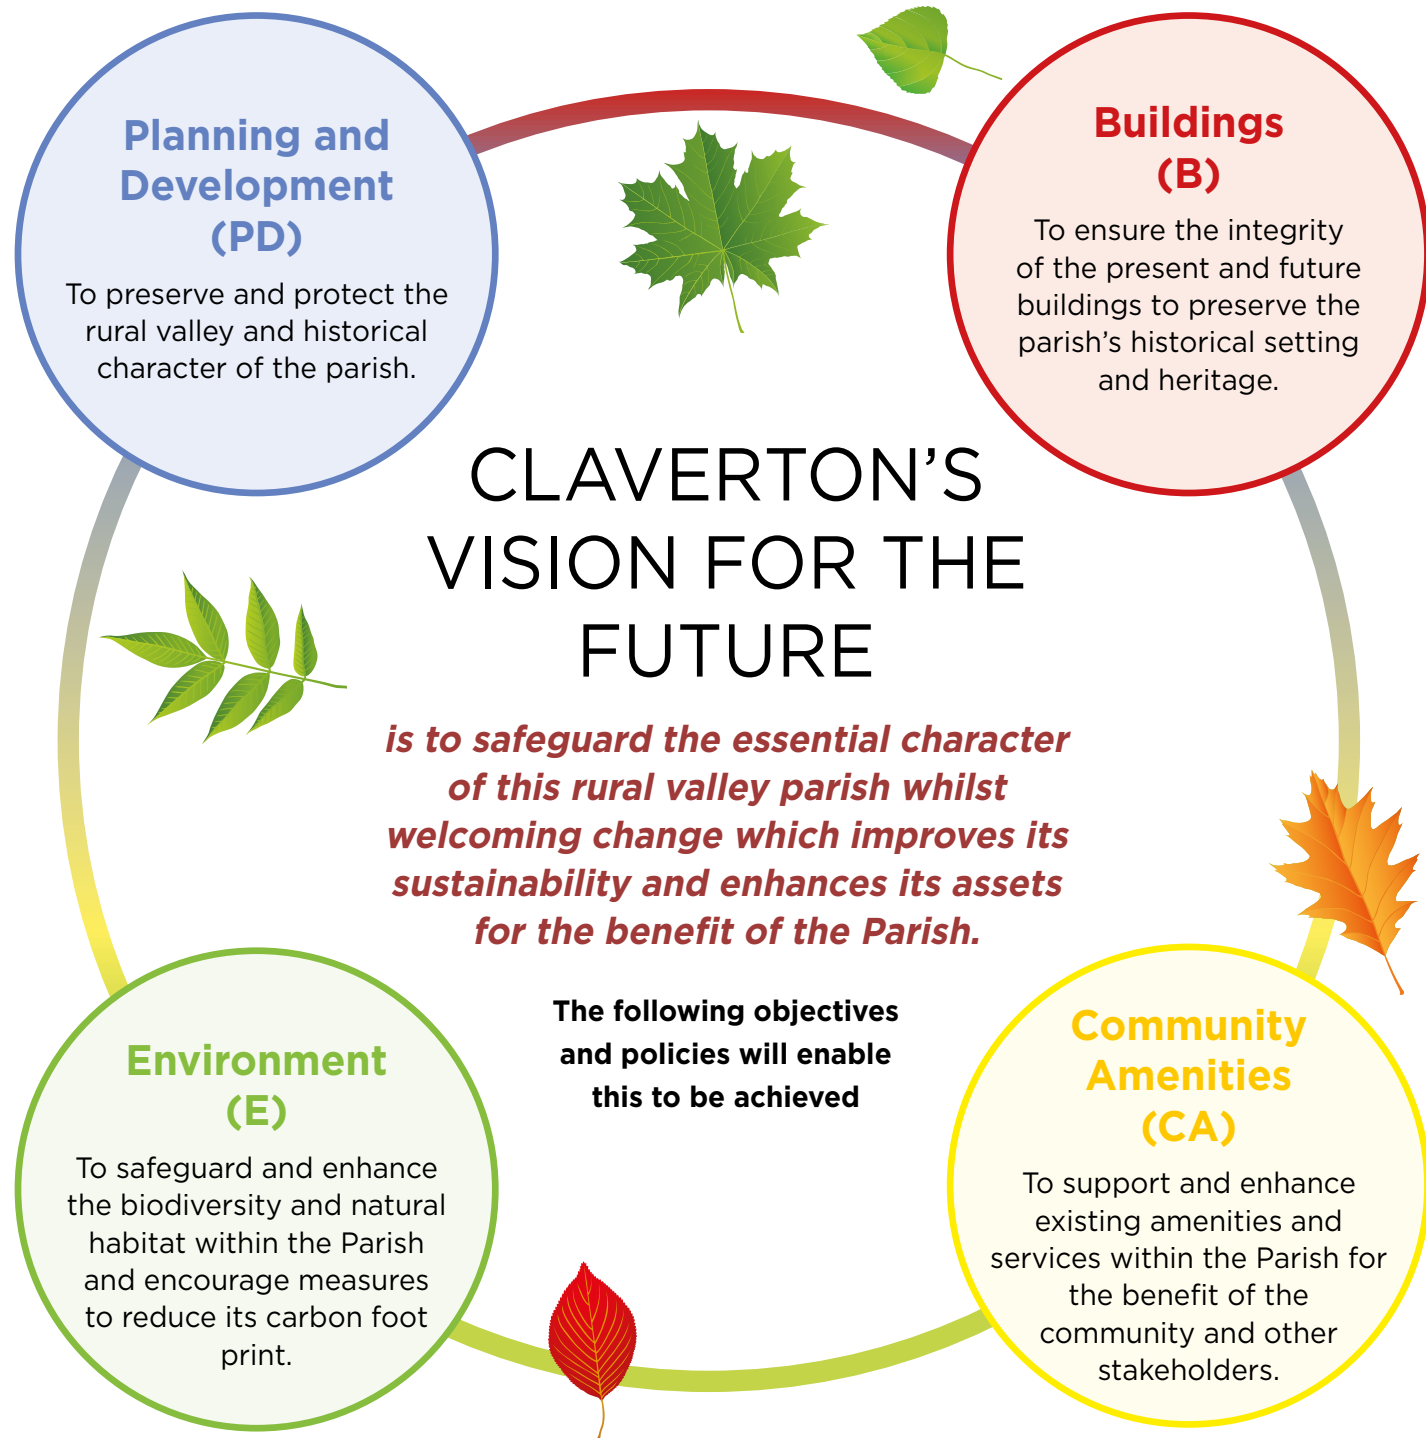 Planning and
Development
(PD)
To preserve and protect the
rural valley and historical
character of the parish.
Buildings
(B)
To ensure the integrity
of the present and future
buildings to preserve the
parish’s historical setting
and heritage.
CLAVERTON’S
VISION FOR THE
FUTURE
is to safeguard the essential character
of this rural valley parish whilst
welcoming change which improves its
sustainability and enhances its assets
for the benefit of the Parish.
The following objectives
and policies will enable
this to be achieved
Environment
(E)
To safeguard and enhance
the biodiversity and natural
habitat within the Parish
and encourage measures
to reduce its carbon foot
print.
Community
Amenities
(CA)
To support and enhance
existing amenities and
services within the Parish for
the benefit of the
community and other
stakeholders.